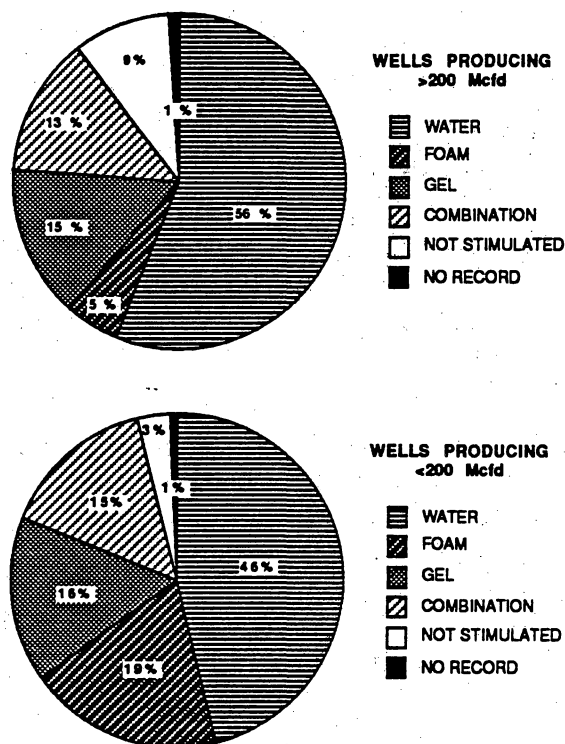 9%
1 %
13 %
56 %
15 %
5 %
WELLS PRODUCING
>200 Mcfd
WATER
FOAM
GEL
COMBINATION
NOT STIMULATED
NO RECORD
3%
1%
15%
46%
16%
19%
WELLS PRODUCING
<200 Mcfd
WATER
FOAM
GEL
COMBINATION
NOT STIMULATED
NO RECORD